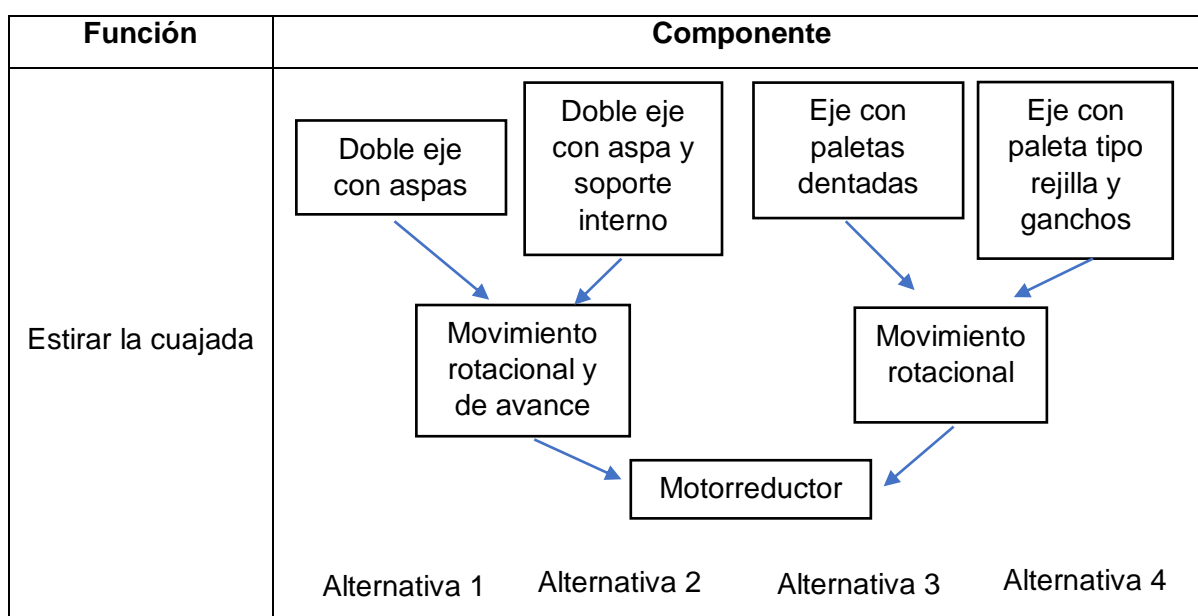 Función
Componente
Estirar la cuajada
Doble eje
con aspas
Doble eje
con aspa y
soporte
interno
Eje con
paletas
dentadas
Eje con
paleta tipo
rejilla y
ganchos
Movimiento
rotacional y
de avance
Movimiento
rotacional
Motorreductor
Alternativa 1
Alternativa 2
Alternativa 3
Alternativa 4